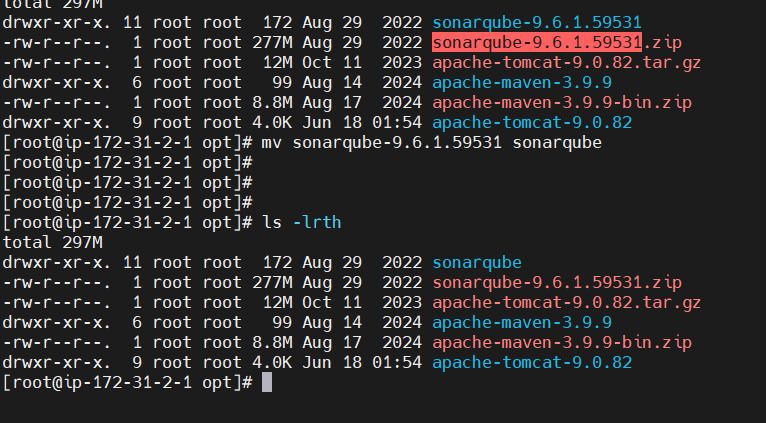 total 297M
drwxr-xr-x. 11 root root  172 Aug 29  2022 sonarqube-9.6.1.59531
-rw-r--r--.  1 root root 277M Aug 29  2022 sonarqube-9.6.1.59531.zip
-rw-r--r--.  1 root root  12M Oct 11  2023 apache-tomcat-9.0.82.tar.gz
drwxr-xr-x.  6 root root   99 Aug 14  2024 apache-maven-3.9.9
-rw-r--r--.  1 root root 8.8M Aug 17  2024 apache-maven-3.9.9-bin.zip
drwxr-xr-x.  9 root root 4.0K Jun 18 01:54 apache-tomcat-9.0.82
[root@ip-172-31-2-1 opt]# mv sonarqube-9.6.1.59531 sonarqube
[root@ip-172-31-2-1 opt]#
[root@ip-172-31-2-1 opt]#
[root@ip-172-31-2-1 opt]#
[root@ip-172-31-2-1 opt]# ls -lrth
total 297M
drwxr-xr-x. 11 root root  172 Aug 29  2022 sonarqube
-rw-r--r--.  1 root root 277M Aug 29  2022 sonarqube-9.6.1.59531.zip
-rw-r--r--.  1 root root  12M Oct 11  2023 apache-tomcat-9.0.82.tar.gz
drwxr-xr-x.  6 root root   99 Aug 14  2024 apache-maven-3.9.9
-rw-r--r--.  1 root root 8.8M Aug 17  2024 apache-maven-3.9.9-bin.zip
drwxr-xr-x.  9 root root 4.0K Jun 18 01:54 apache-tomcat-9.0.82
[root@ip-172-31-2-1 opt]#